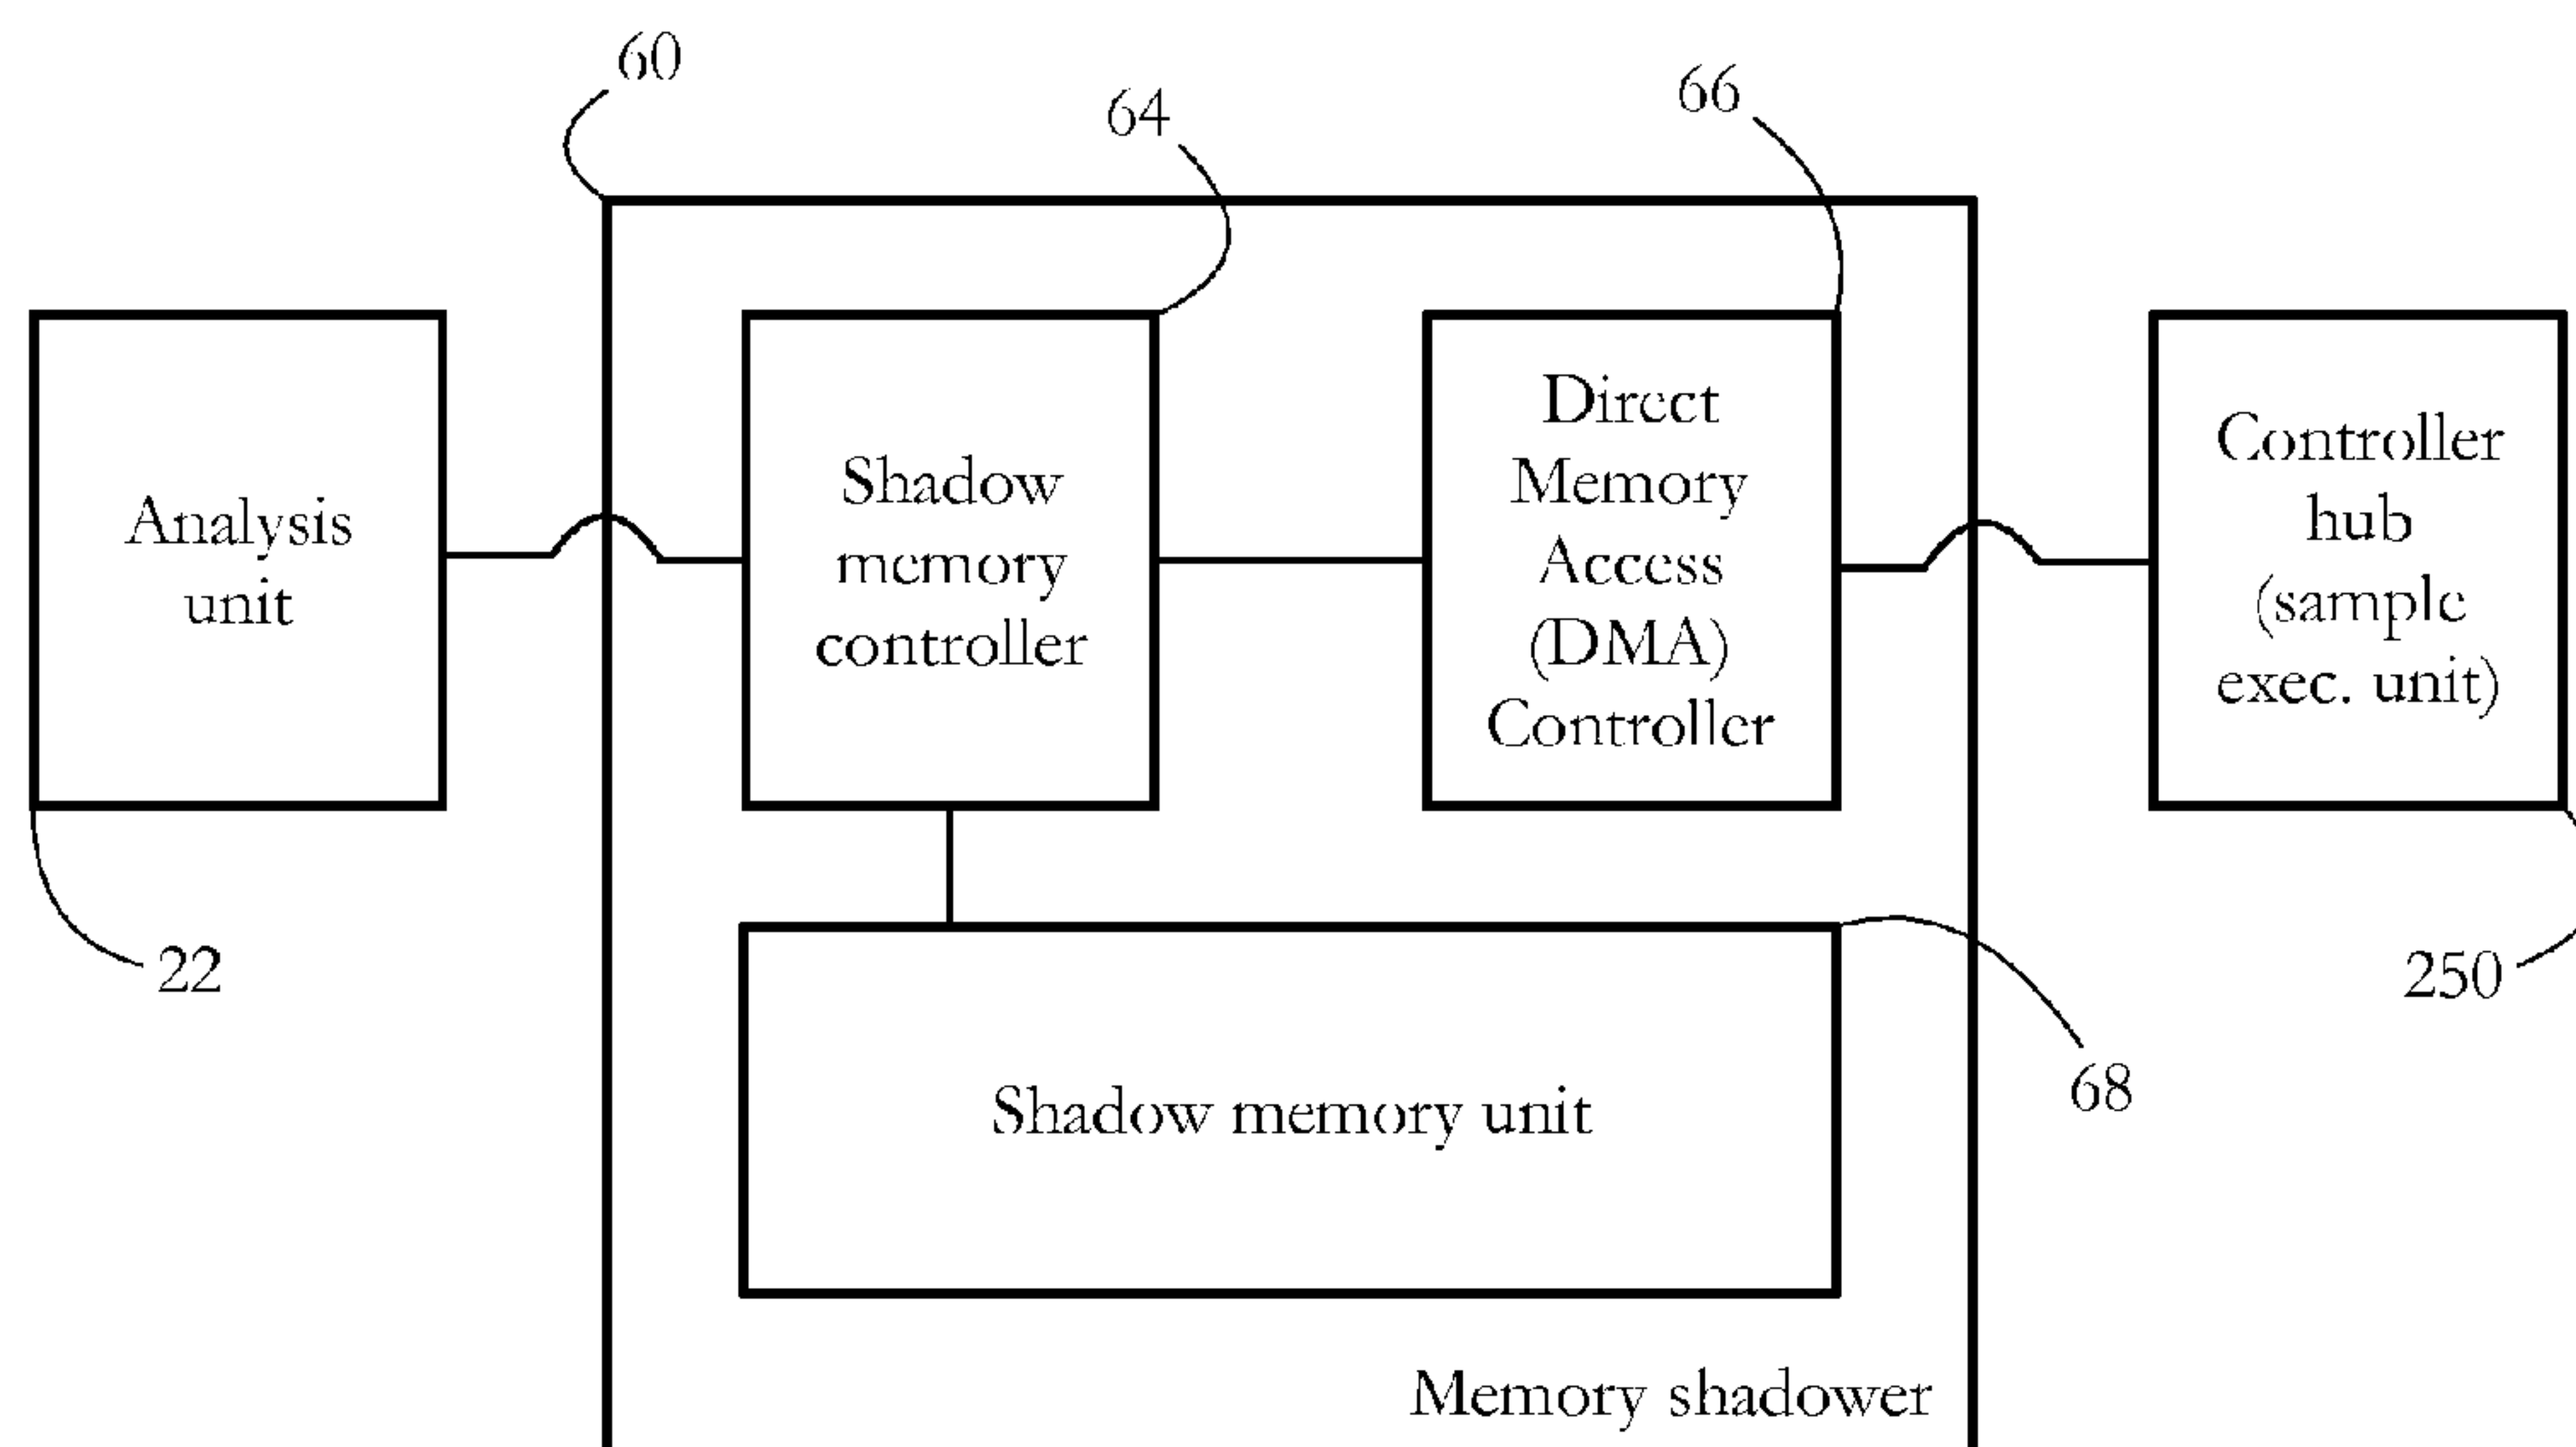 60
64
66
Analysis
unit
Shadow
memory
controller
Direct
Memory
Access
(DMA)
Controller
Controller
hub
(sample
exec. unit)
22
250
68
Shadow memory unit
Memory shadower